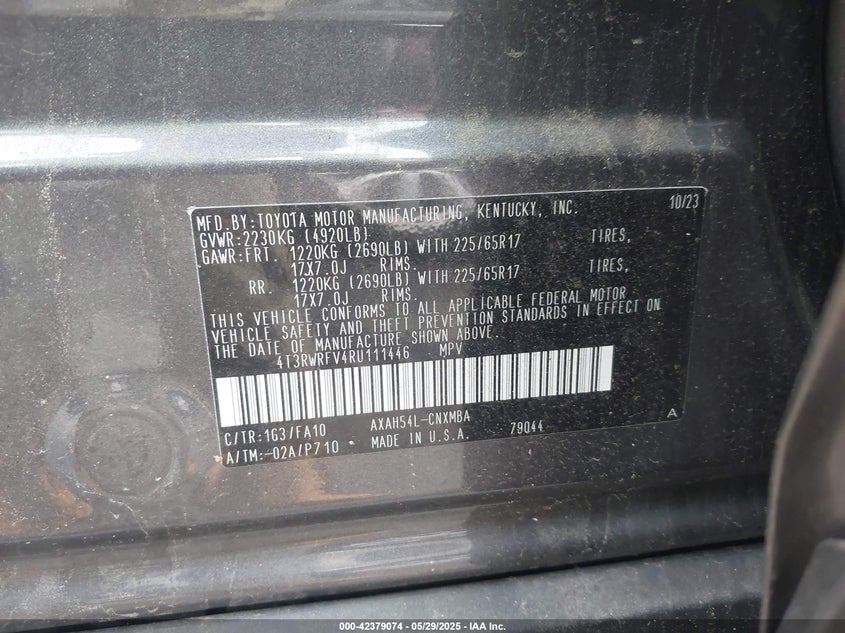 MFD.BY:TOYOTA MOTOR MANUFACTURING, KENTUCKY, INC. 10/23
GVWR:2230KG (4920LB)
GAWR:FRT. 1220KG (2690LB) WITH 225/65R17 TIRES,
17X7.0J RIMS.
RR. 1220KG (2690LB) WITH 225/65R17 TIRES,
17X7.0J RIMS.
THIS VEHICLE CONFORMS TO ALL APPLICABLE FEDERAL MOTOR
VEHICLE SAFETY AND THEFT PREVENTION STANDARDS IN EFFECT ON
THE DATE OF MANUFACTURE SHOWN ABOVE.
4T3RWRFV4RU111446 MPV
C/TR:1G3/FA10 AXAH54L-CNXMBA A
A/TM:-02A/P710 MADE IN U.S.A. 79044
000-42379074 | 05/29/2025 | IAA Inc.